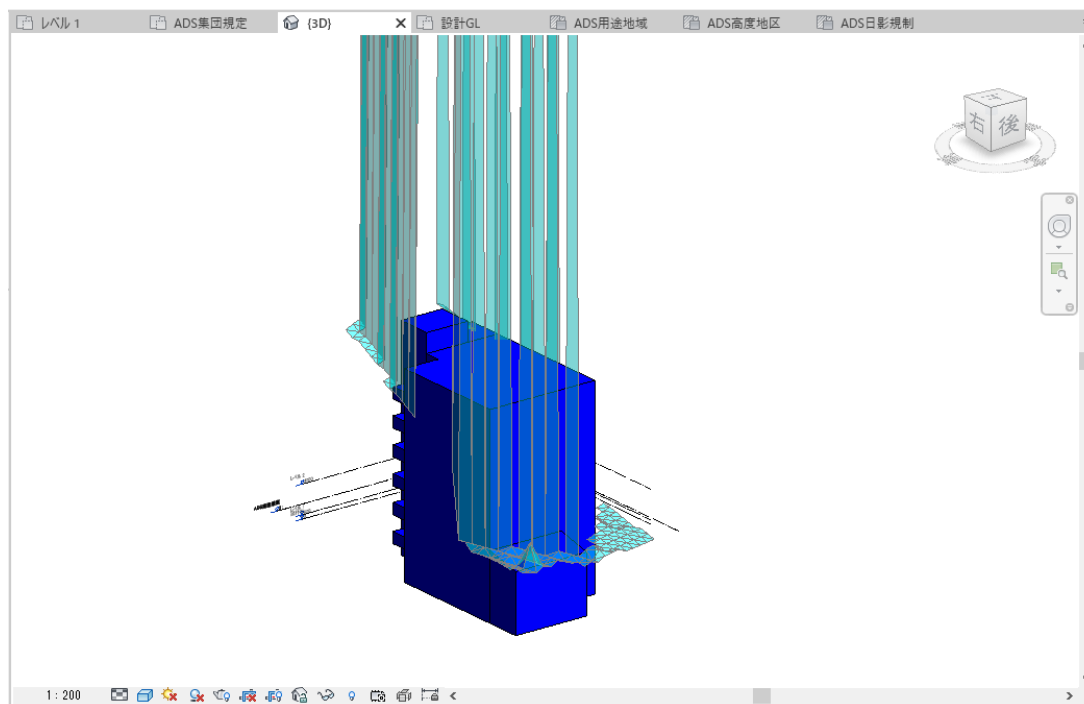 レベル 1
ADS集団規定
{3D}
設計GL
ADS用途地域
ADS高度地区
ADS日影規制
右
後
1 : 200